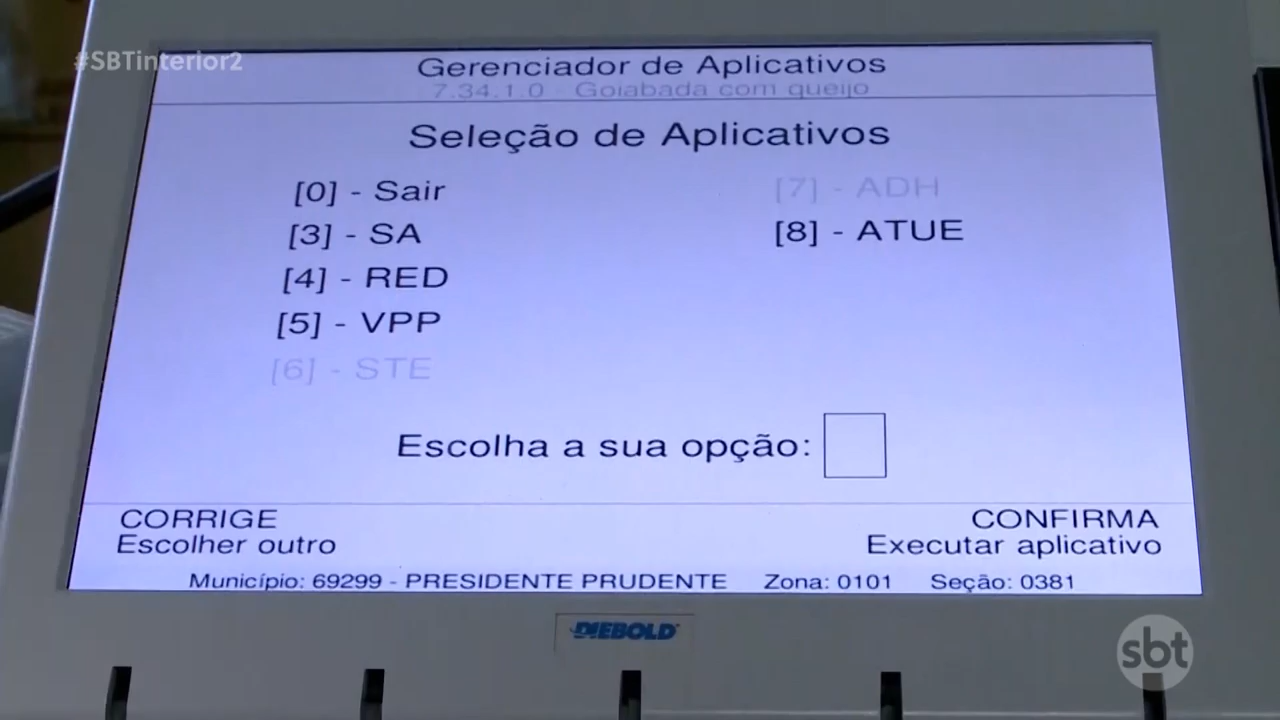 #SBTinterior2
Gerenciador de Aplicativos
7.34.1.0 - Goiabada com queijo
Seleção de Aplicativos
[0] - Sair
[3] - SA
[4] - RED
[5] - VPP
[6] - STE
[7] - ADH
[8] - ATUE
Escolha a sua opção:
CORRIGE
Escolher outro
CONFIRMA
Executar aplicativo
Município: 69299 - PRESIDENTE PRUDENTE Zona: 0101 Seção: 0381
DIEBOLD
sbt